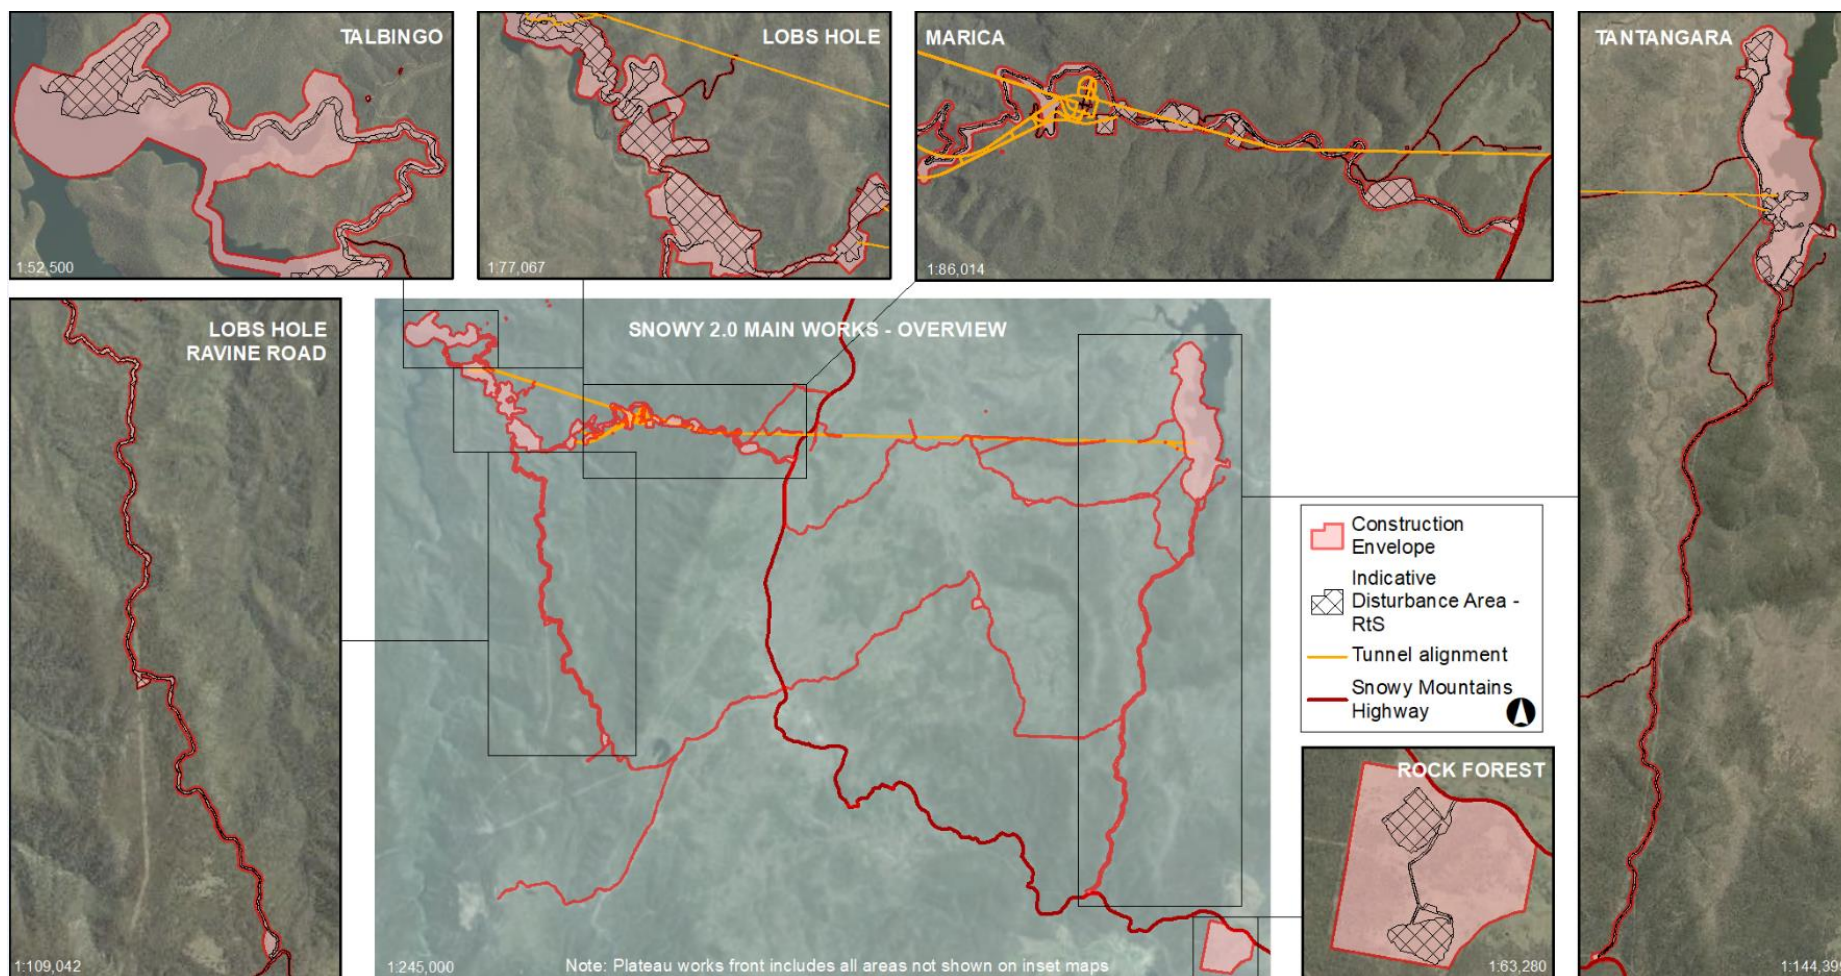 TALBINGO
1:52,500
LOBS HOLE
1:77,067
MARICA
1:86,014
TANTANGARA
1:144,390
LOBS HOLE
RAVINE ROAD
1:109,042
SNOWY 2.0 MAIN WORKS - OVERVIEW
1:245,000
Note: Plateau works front includes all areas not shown on inset maps
Construction
Envelope
Indicative
Disturbance Area -
RtS
Tunnel alignment
Snowy Mountains
Highway
ROCK FOREST
1:63,280